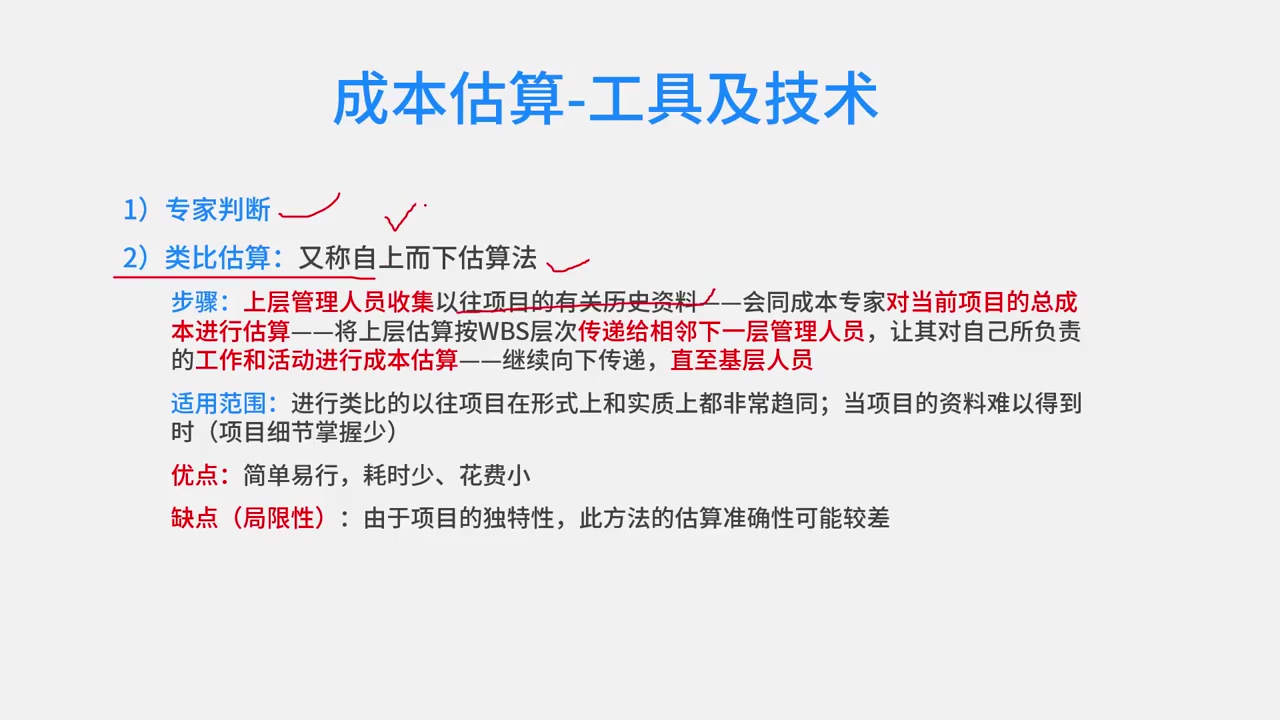 成本估算-工具及技术
1）专家判断
2）类比估算：又称自上而下估算法
步骤：上层管理人员收集以往项目的有关历史资料——会同成本专家对当前项目的总成
本进行估算——将上层估算按WBS层次传递给相邻下一层管理人员，让其对自己所负责
的工作和活动进行成本估算——继续向下传递，直至基层人员
适用范围：进行类比的以往项目在形式上和实质上都非常趋同；当项目的资料难以得到
时（项目细节掌握少）
优点：简单易行，耗时少、花费小
缺点（局限性）：由于项目的独特性，此方法的估算准确性可能较差